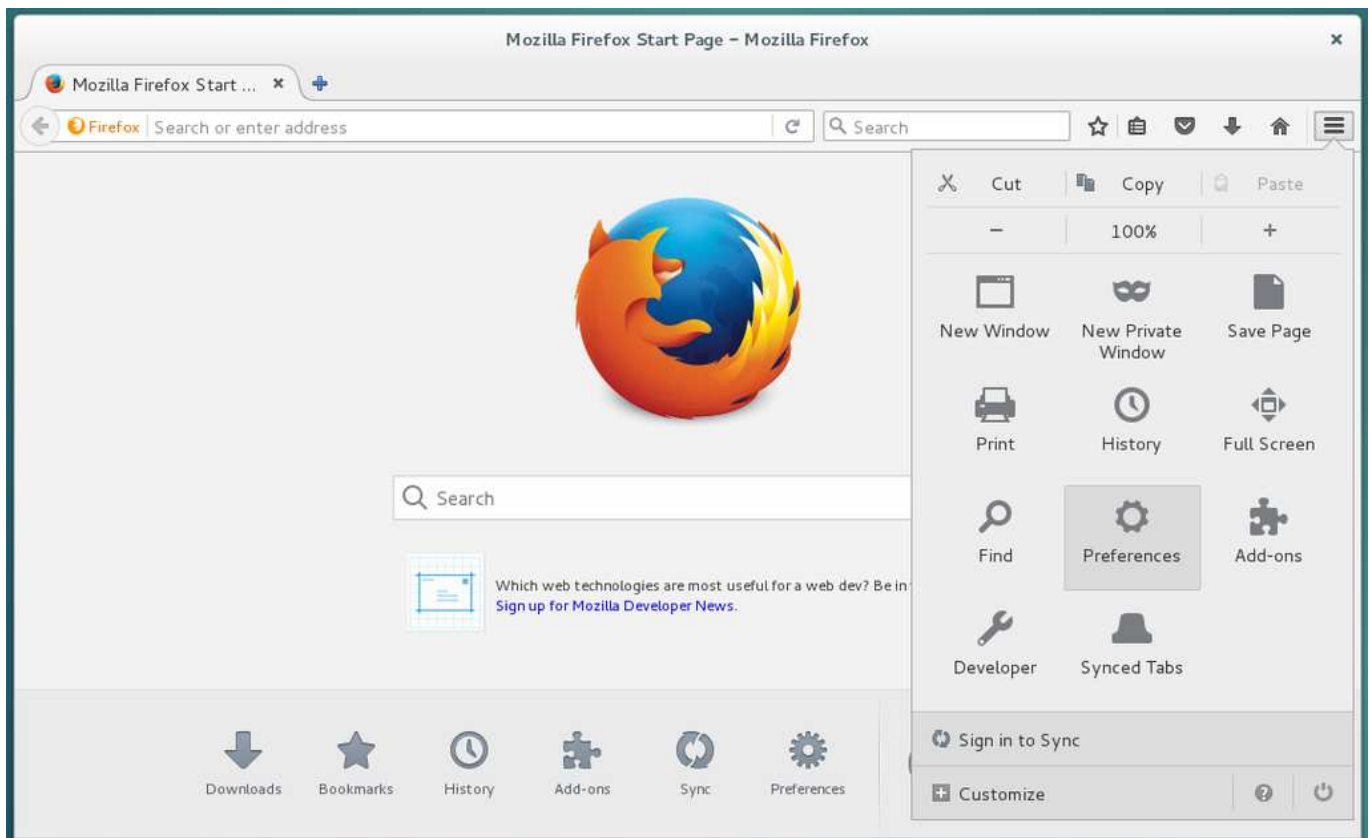 Mozilla Firefox Start Page – Mozilla Firefox
Mozilla Firefox Start ...
Firefox Search or enter address
Search
Cut Copy Paste
100%
New Window New Private Window Save Page
Print History Full Screen
Search
Find Preferences Add-ons
Which web technologies are most useful for a web dev? Be in
Sign up for Mozilla Developer News.
Developer Synced Tabs
Sign in to Sync
Downloads Bookmarks History Add-ons Sync Preferences
Customize